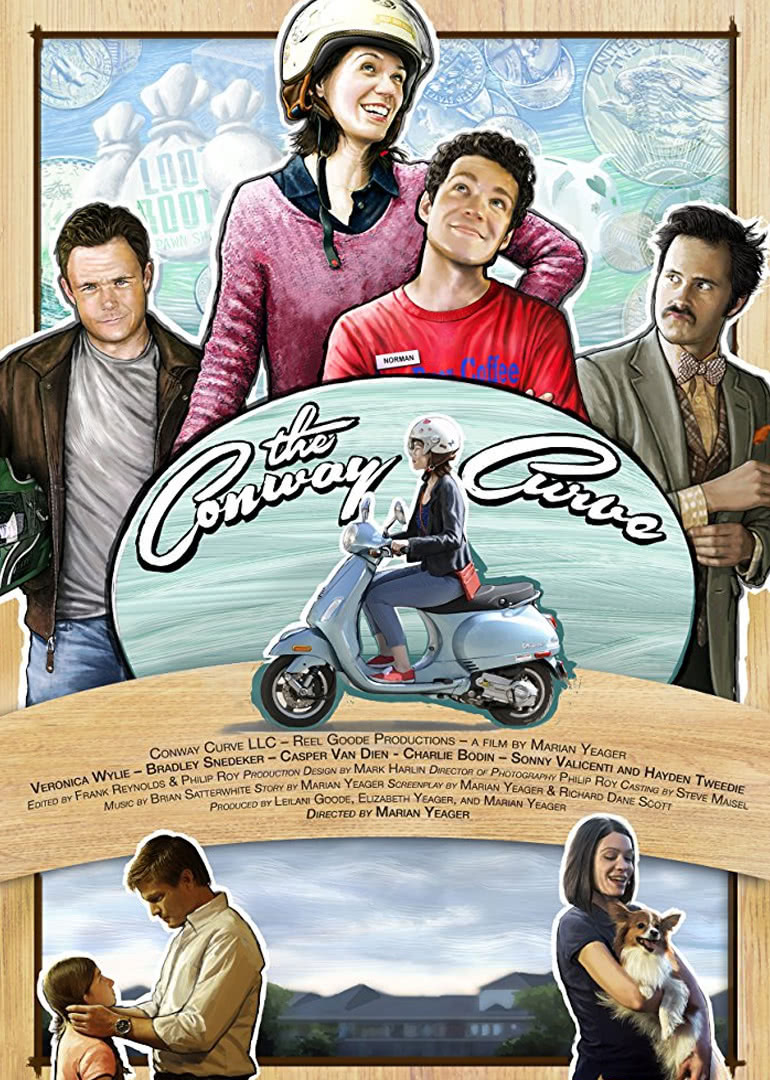 LOOT
BOOT
PAWN SH
NORMAN
Coffee
the
Conway Curve
CONWAY CURVE LLC – REEL GOODE PRODUCTIONS – A FILM BY MARIAN YEAGER
VERONICA WYLIE – BRADLEY SNEDEKER – CASPER VAN DIEN - CHARLIE BODIN – SONNY VALICENTI AND HAYDEN TWEEDIE
EDITED BY FRANK REYNOLDS & PHILIP ROY PRODUCTION DESIGN BY MARK HARLIN DIRECTOR OF PHOTOGRAPHY PHILIP ROY CASTING BY STEVE MAISEL
MUSIC BY BRIAN SATTERWHITE STORY BY MARIAN YEAGER SCREENPLAY BY MARIAN YEAGER & RICHARD DANE SCOTT
PRODUCED BY LEILANI GOODE, ELIZABETH YEAGER, AND MARIAN YEAGER
DIRECTED BY MARIAN YEAGER